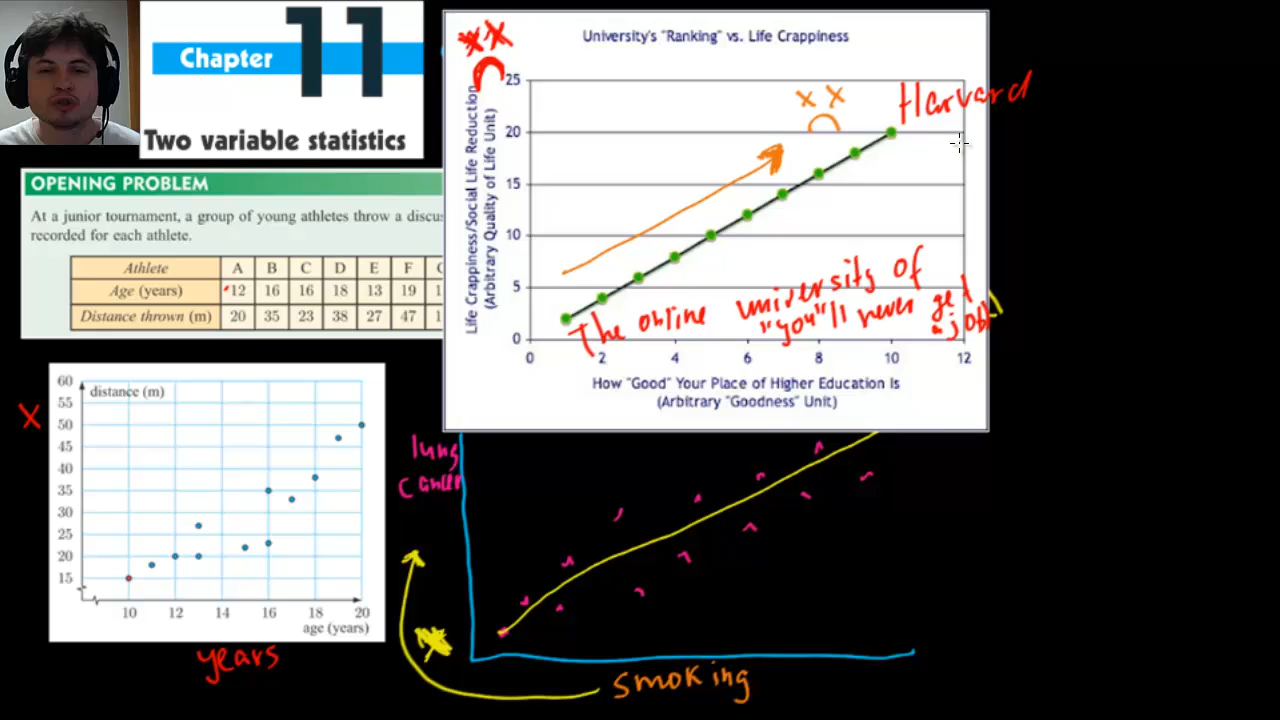 Chapter 11
Two variable statistics
OPENING PROBLEM
At a junior tournament, a group of young athletes throw a discu
recorded for each athlete.
Athlete A B C D E F
Age (years) 12 16 16 18 13 19 1
Distance thrown (m) 20 35 23 38 27 47 1
60
distance (m)
55
50
45
40
35
30
25
20
15
10 12 14 16 18 20
age (years)
X
years
University's "Ranking" vs. Life Crappiness
Life Crappiness/Social Life Reduction
(Arbitrary Quality of Life Unit)
25
20
15
10
5
0
0 2 4 6 8 10 12
How "Good" Your Place of Higher Education Is
(Arbitrary "Goodness" Unit)
XX
X X
Harvard
The online university of
"you"ll never get
a job
lung
cancer
smoking